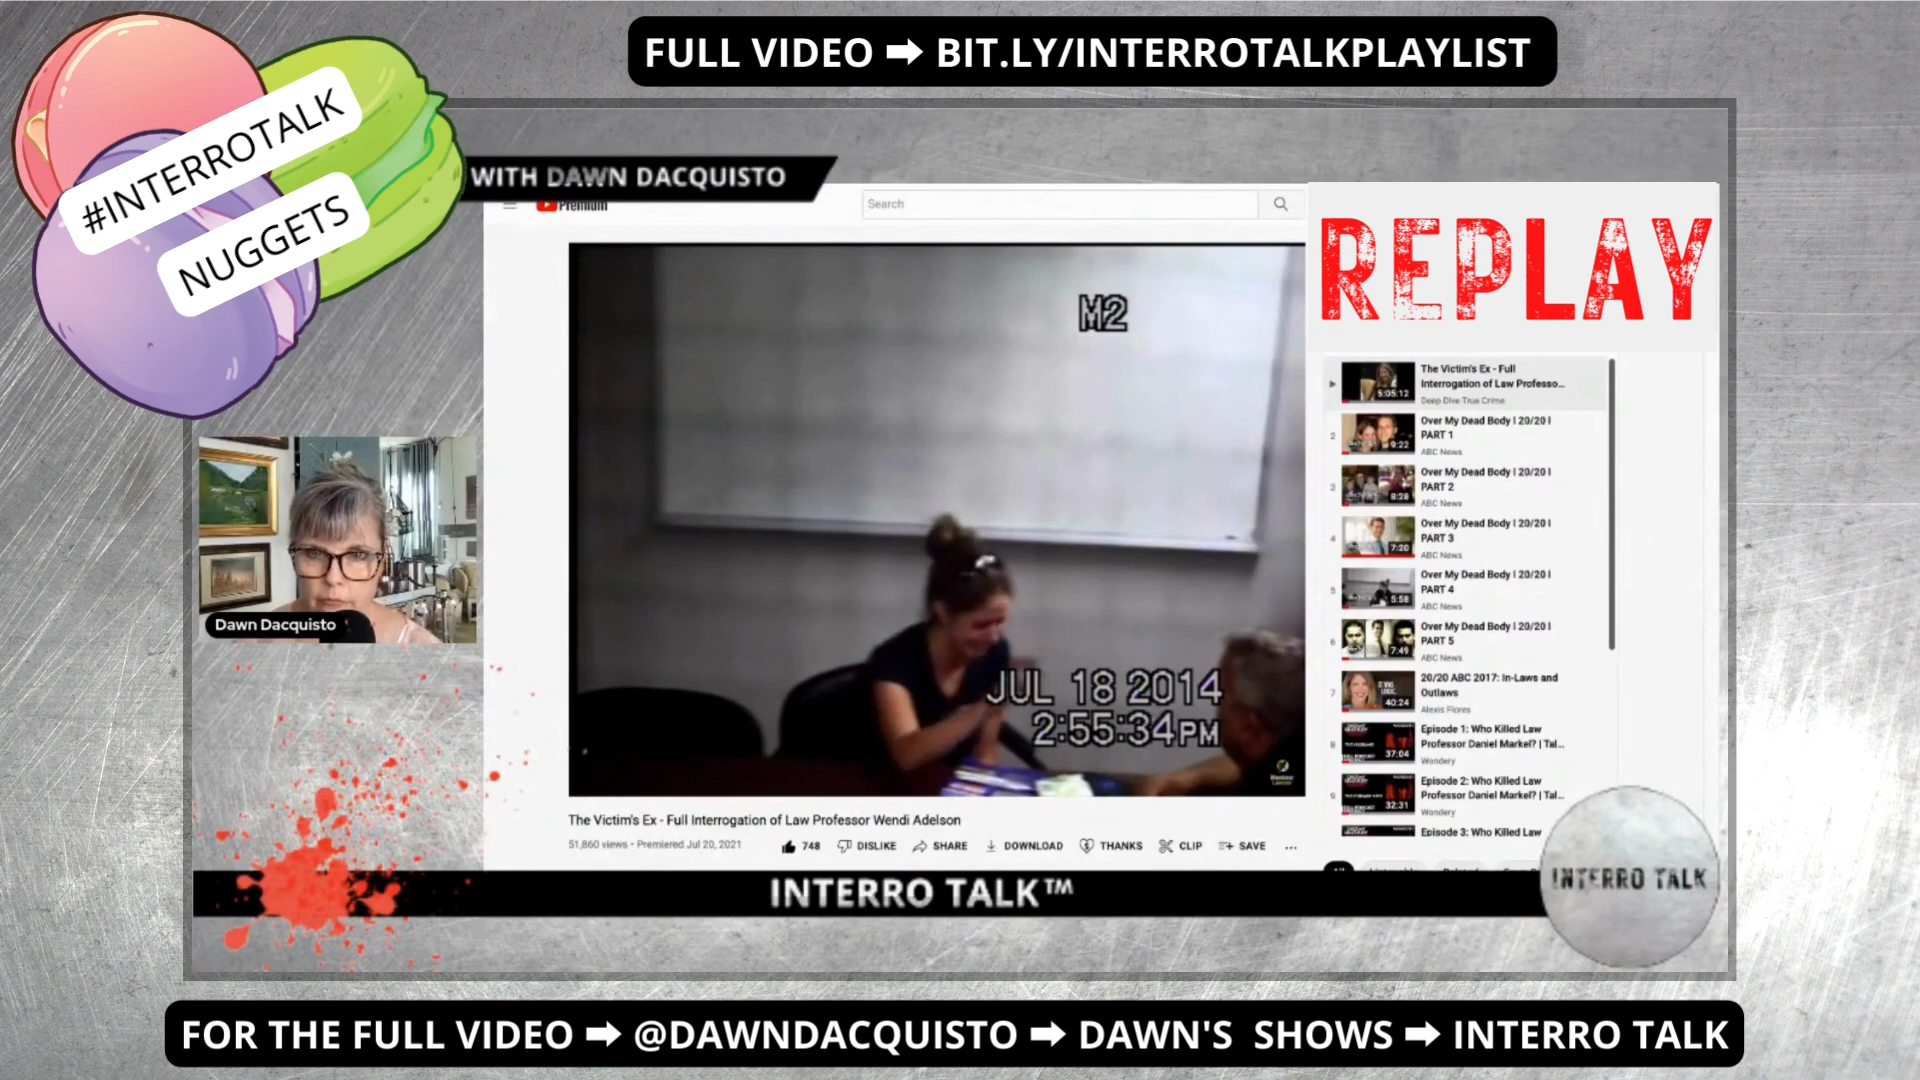 FULL VIDEO ➡ BIT.LY/INTERROTALKPLAYLIST
#INTERROTALK
NUGGETS
WITH DAWN DACQUISTO
Premium
Search
REPLAY
M2
JUL 18 2014
2:55:34PM
Dawn Dacquisto
The Victim's Ex - Full
Interrogation of Law Professo...
Deep Dive True Crime
5:05:12
2
Over My Dead Body | 20/20 |
PART 1
ABC News
9:22
3
Over My Dead Body | 20/20 |
PART 2
ABC News
8:28
4
Over My Dead Body | 20/20 |
PART 3
ABC News
7:20
5
Over My Dead Body | 20/20 |
PART 4
ABC News
5:58
6
Over My Dead Body | 20/20 |
PART 5
ABC News
7:49
7
20/20 ABC 2017: In-Laws and
Outlaws
Alexis Flores
40:24
8
Episode 1: Who Killed Law
Professor Daniel Markel? | Tal...
Wondery
37:04
9
Episode 2: Who Killed Law
Professor Daniel Markel? | Tal...
Wondery
32:31
Episode 3: Who Killed Law
The Victim's Ex - Full Interrogation of Law Professor Wendi Adelson
51,860 views • Premiered Jul 20, 2021
748 DISLIKE SHARE DOWNLOAD THANKS CLIP SAVE ...
INTERRO TALK™
INTERRO TALK
FOR THE FULL VIDEO ➡ @DAWNDACQUISTO ➡ DAWN'S SHOWS ➡ INTERRO TALK